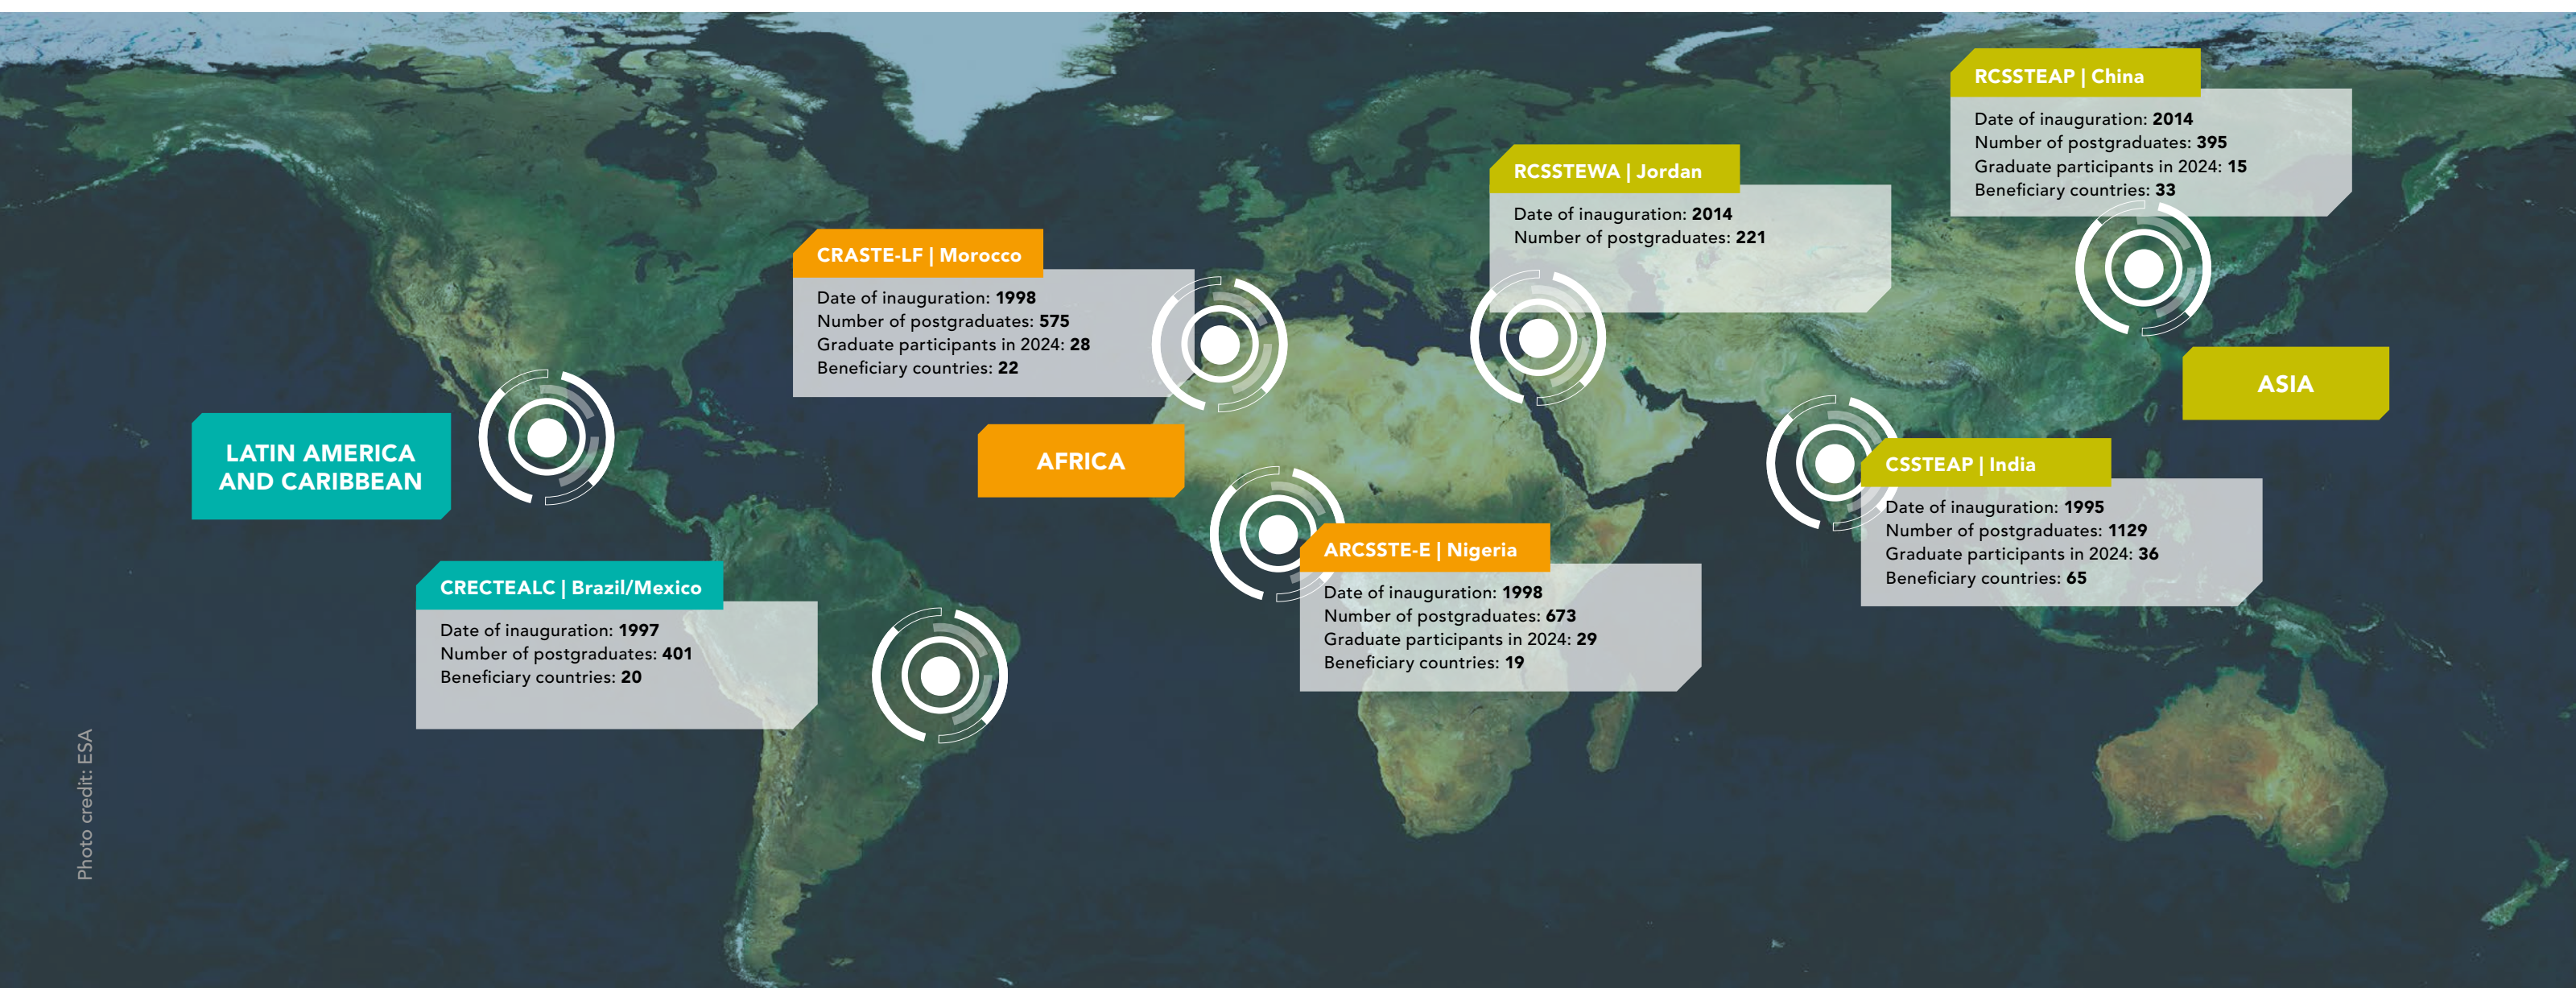 RCSSTEAP | China
Date of inauguration: 2014
Number of postgraduates: 395
Graduate participants in 2024: 15
Beneficiary countries: 33
RCSSTEWA | Jordan
Date of inauguration: 2014
Number of postgraduates: 221
CRASTE-LF | Morocco
Date of inauguration: 1998
Number of postgraduates: 575
Graduate participants in 2024: 28
Beneficiary countries: 22
ASIA
LATIN AMERICA
AND CARIBBEAN
AFRICA
CSSTEAP | India
Date of inauguration: 1995
Number of postgraduates: 1129
Graduate participants in 2024: 36
Beneficiary countries: 65
ARCSSTE-E | Nigeria
Date of inauguration: 1998
Number of postgraduates: 673
Graduate participants in 2024: 29
Beneficiary countries: 19
CRECTEALC | Brazil/Mexico
Date of inauguration: 1997
Number of postgraduates: 401
Beneficiary countries: 20
Photo credit: ESA